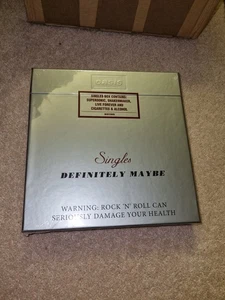 SINGLES BOX CONTAINS:
SUPERSONIC, SHAKERMAKER,
LIVE FOREVER AND
CIGARETTES & ALCOHOL
Singles
DEFINITELY MAYBE
WARNING: ROCK 'N' ROLL CAN
SERIOUSLY DAMAGE YOUR HEALTH